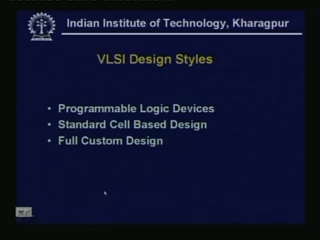 Indian Institute of Technology, Kharagpur
VLSI Design Styles
• Programmable Logic Devices
• Standard Cell Based Design
• Full Custom Design